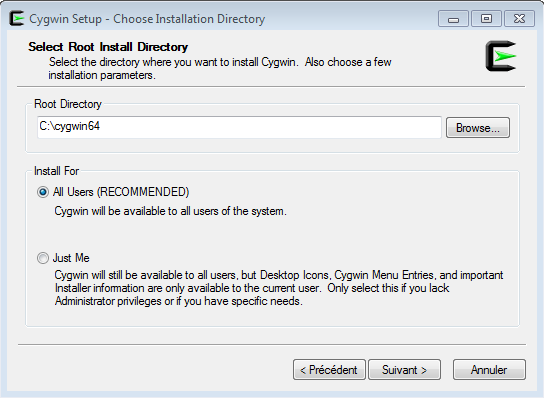 Cygwin Setup - Choose Installation Directory
Select Root Install Directory
Select the directory where you want to install Cygwin. Also choose a few
installation parameters.
Root Directory
C:\cygwin64
Browse...
Install For
All Users (RECOMMENDED)
Cygwin will be available to all users of the system.
Just Me
Cygwin will still be available to all users, but Desktop Icons, Cygwin Menu Entries, and important
Installer information are only available to the current user. Only select this if you lack
Administrator privileges or if you have specific needs.
< Précédent
Suivant >
Annuler